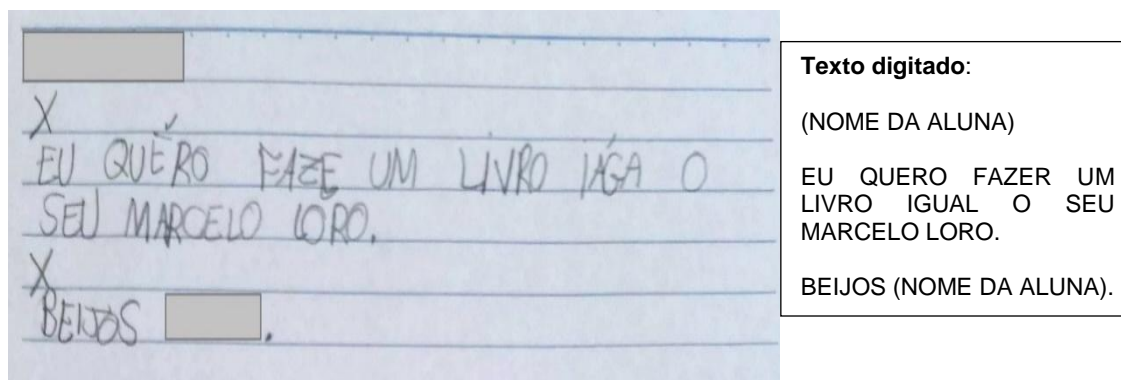 X
EU QUÉRO FAZE UM LIVRO IÁGA O
SEU MARCELO LORO.
X
BEIJOS .
Texto digitado:
(NOME DA ALUNA)
EU QUERO FAZER UM
LIVRO IGUAL O SEU
MARCELO LORO.
BEIJOS (NOME DA ALUNA).